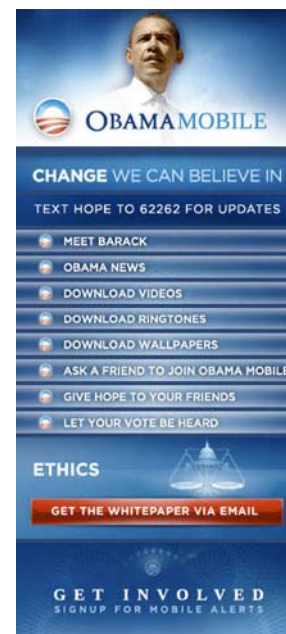 OBAMAMOBILE
CHANGE WE CAN BELIEVE IN
TEXT HOPE TO 62262 FOR UPDATES
MEET BARACK
OBAMA NEWS
DOWNLOAD VIDEOS
DOWNLOAD RINGTONES
DOWNLOAD WALLPAPERS
ASK A FRIEND TO JOIN OBAMA MOBILE
GIVE HOPE TO YOUR FRIENDS
LET YOUR VOTE BE HEARD
ETHICS
GET THE WHITEPAPER VIA EMAIL
GET INVOLVED
SIGNUP FOR MOBILE ALERTS